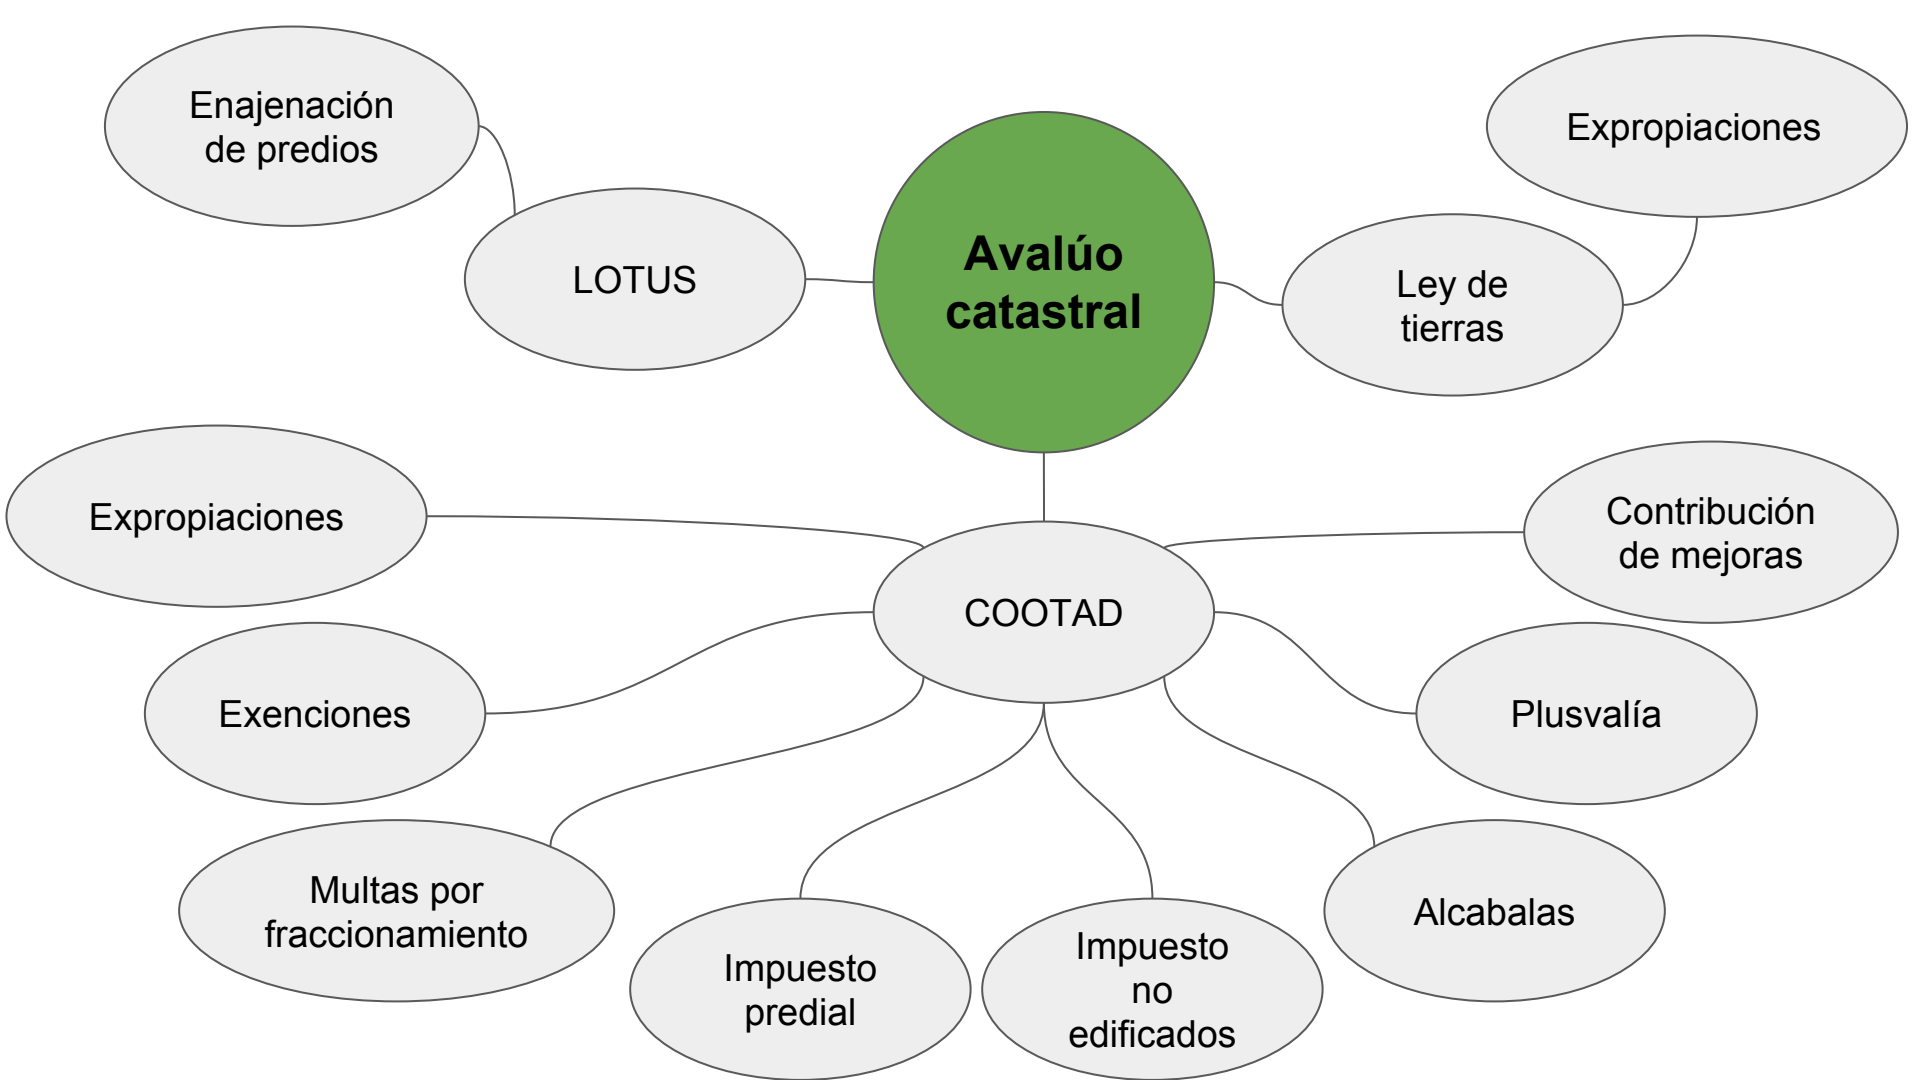 Enajenación
de predios
Expropiaciones
LOTUS
Avalúo
catastral
Ley de
tierras
Expropiaciones
Contribución
de mejoras
COOTAD
Exenciones
Plusvalía
Multas por
fraccionamiento
Alcabalas
Impuesto
predial
Impuesto
no
edificados